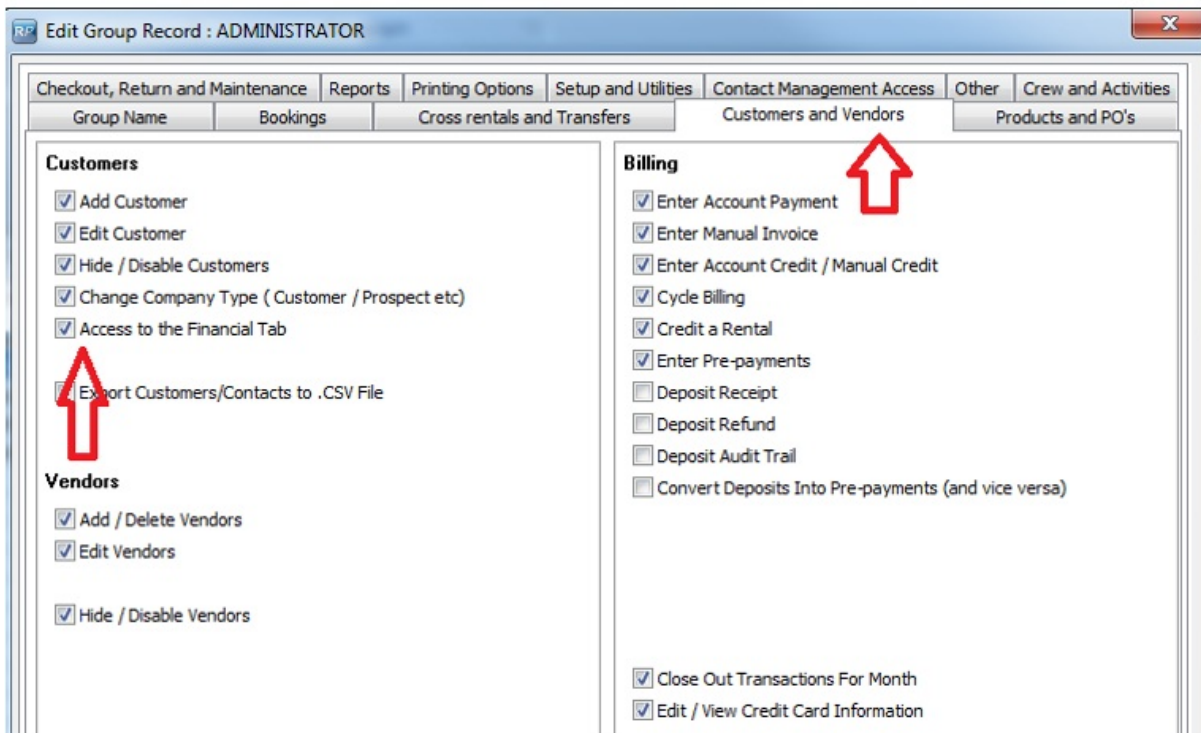 RP Edit Group Record : ADMINISTRATOR
Checkout, Return and Maintenance Reports Printing Options Setup and Utilities Contact Management Access Other Crew and Activities
Group Name Bookings Cross rentals and Transfers Customers and Vendors Products and PO's
Customers
Add Customer
Edit Customer
Hide / Disable Customers
Change Company Type ( Customer / Prospect etc)
Access to the Financial Tab
Export Customers/Contacts to .CSV File
Vendors
Add / Delete Vendors
Edit Vendors
Hide / Disable Vendors
Billing
Enter Account Payment
Enter Manual Invoice
Enter Account Credit / Manual Credit
Cycle Billing
Credit a Rental
Enter Pre-payments
Deposit Receipt
Deposit Refund
Deposit Audit Trail
Convert Deposits Into Pre-payments (and vice versa)
Close Out Transactions For Month
Edit / View Credit Card Information